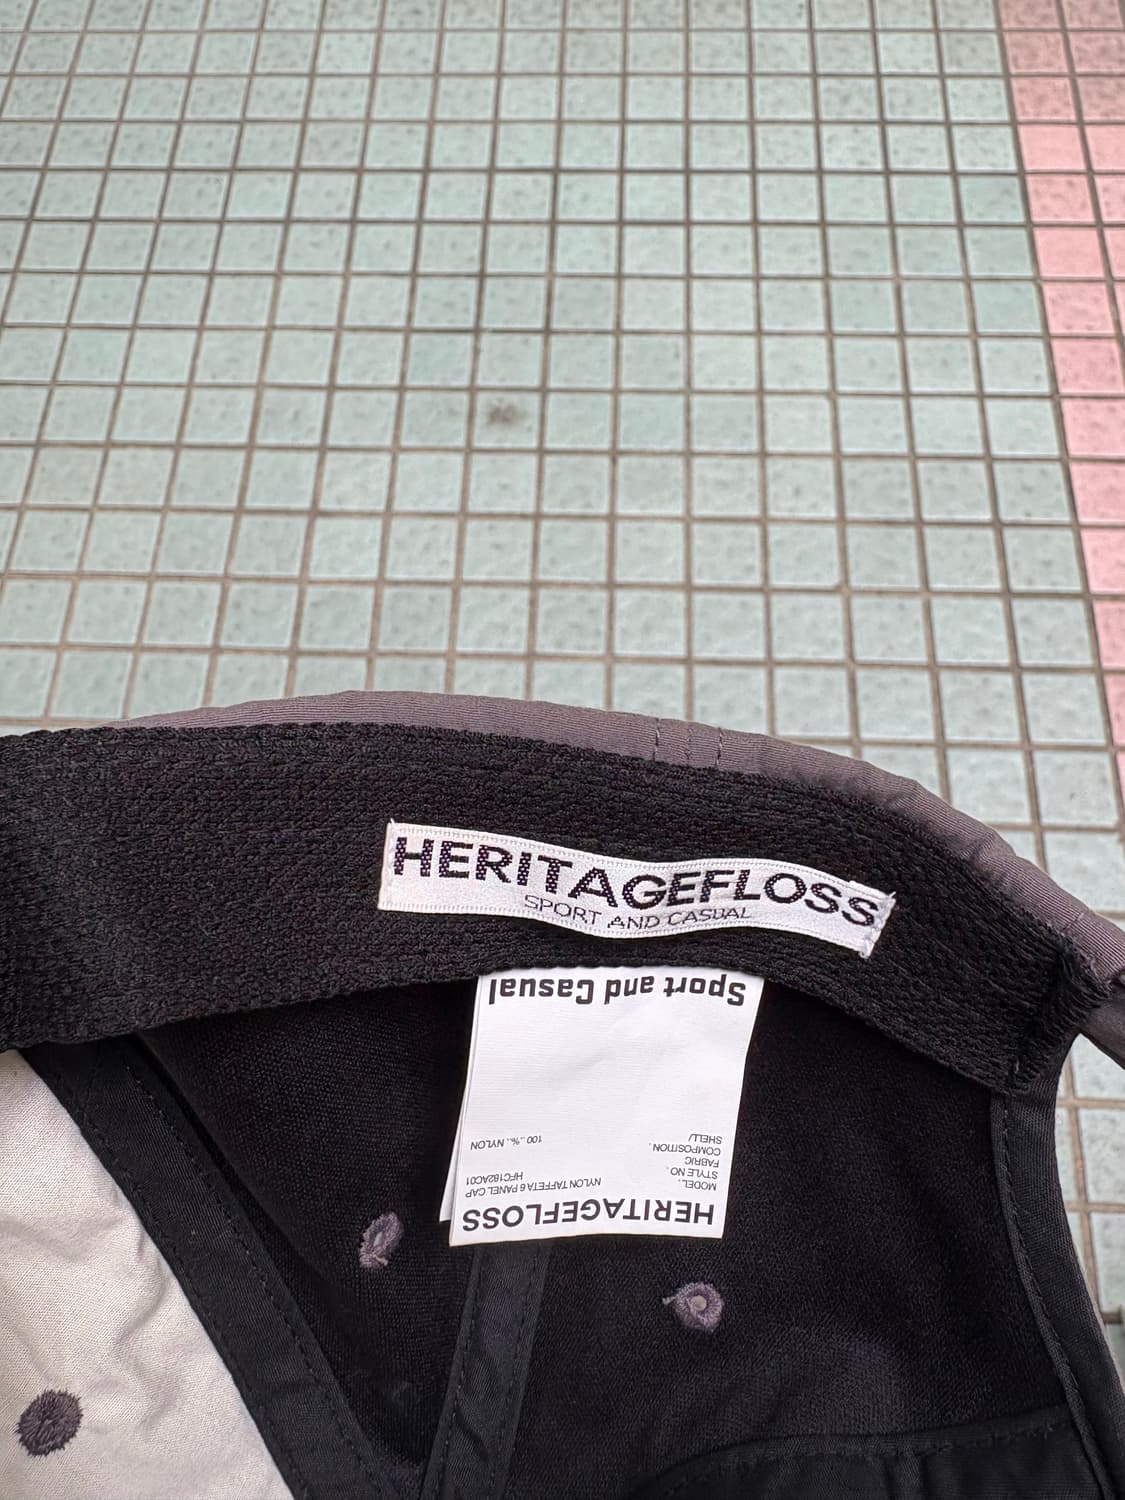 HERITAGEFLOSS
SPORT AND CASUAL
HERITAGEFLOSS
MODEL. NYLON TAFFETA 6 PANEL CAP
STYLE NO. HFC182AC01
FABRIC
COMPOSITION.
SHELL/ 100...%... NYLON
Sport and Casual